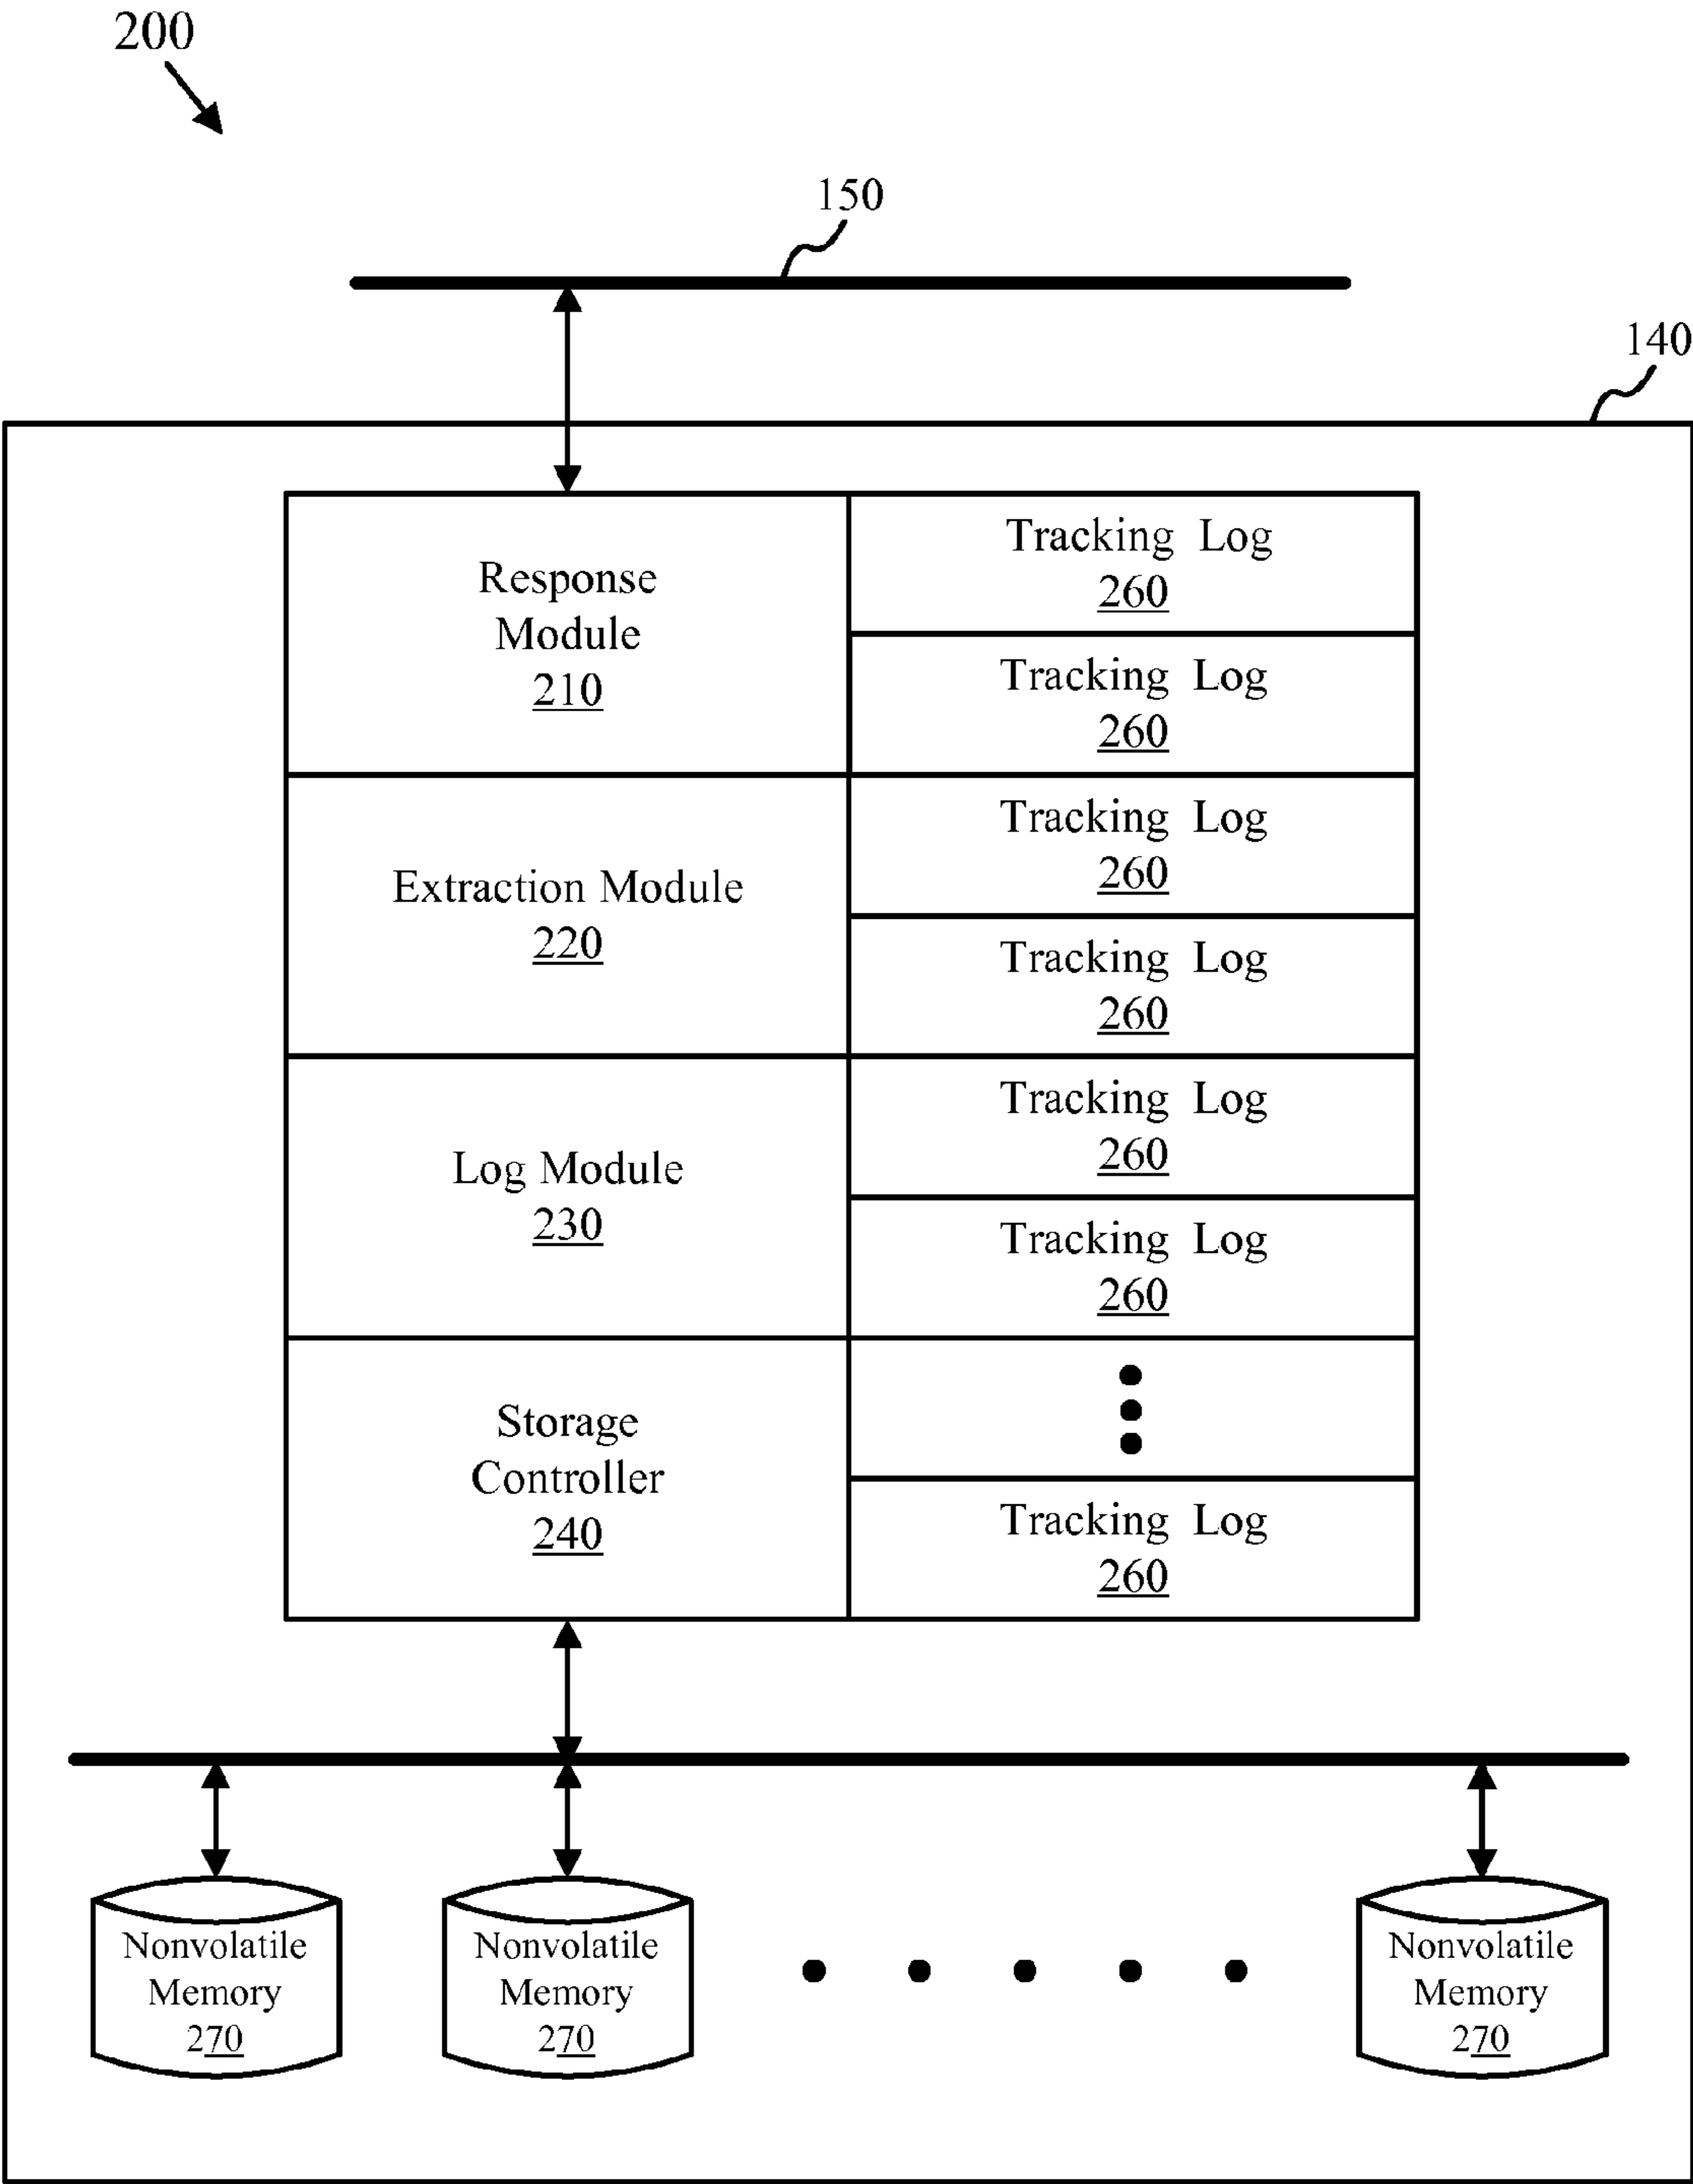 200
150
140
Response
Module
210
Tracking Log
260
Tracking Log
260
Extraction Module
220
Tracking Log
260
Tracking Log
260
Log Module
230
Tracking Log
260
Tracking Log
260
Storage
Controller
240
Tracking Log
260
Nonvolatile
Memory
270
Nonvolatile
Memory
270
Nonvolatile
Memory
270